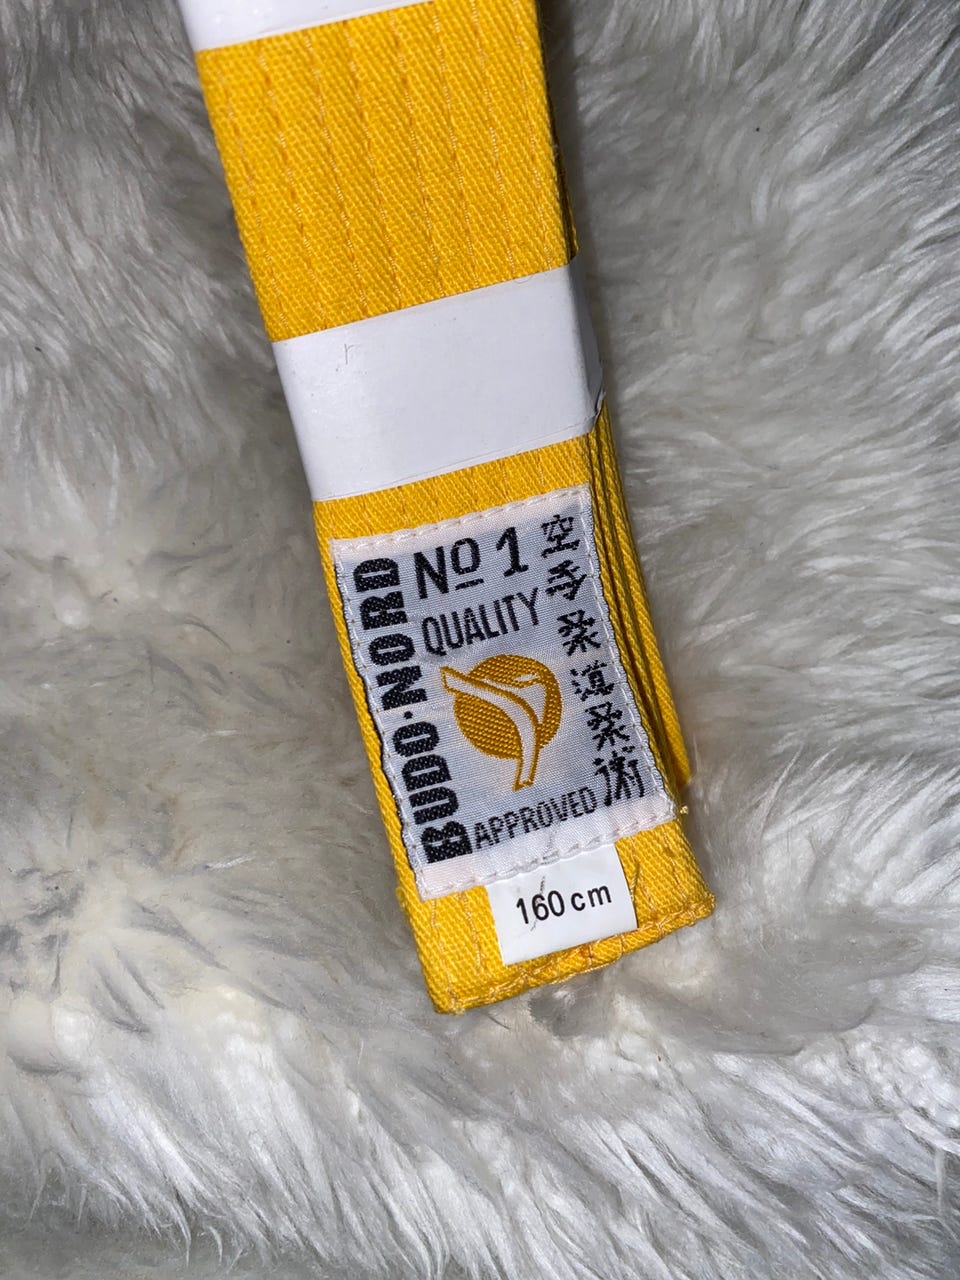 BUDO·NORD
No 1
QUALITY
APPROVED
空手柔道柔術
160 cm